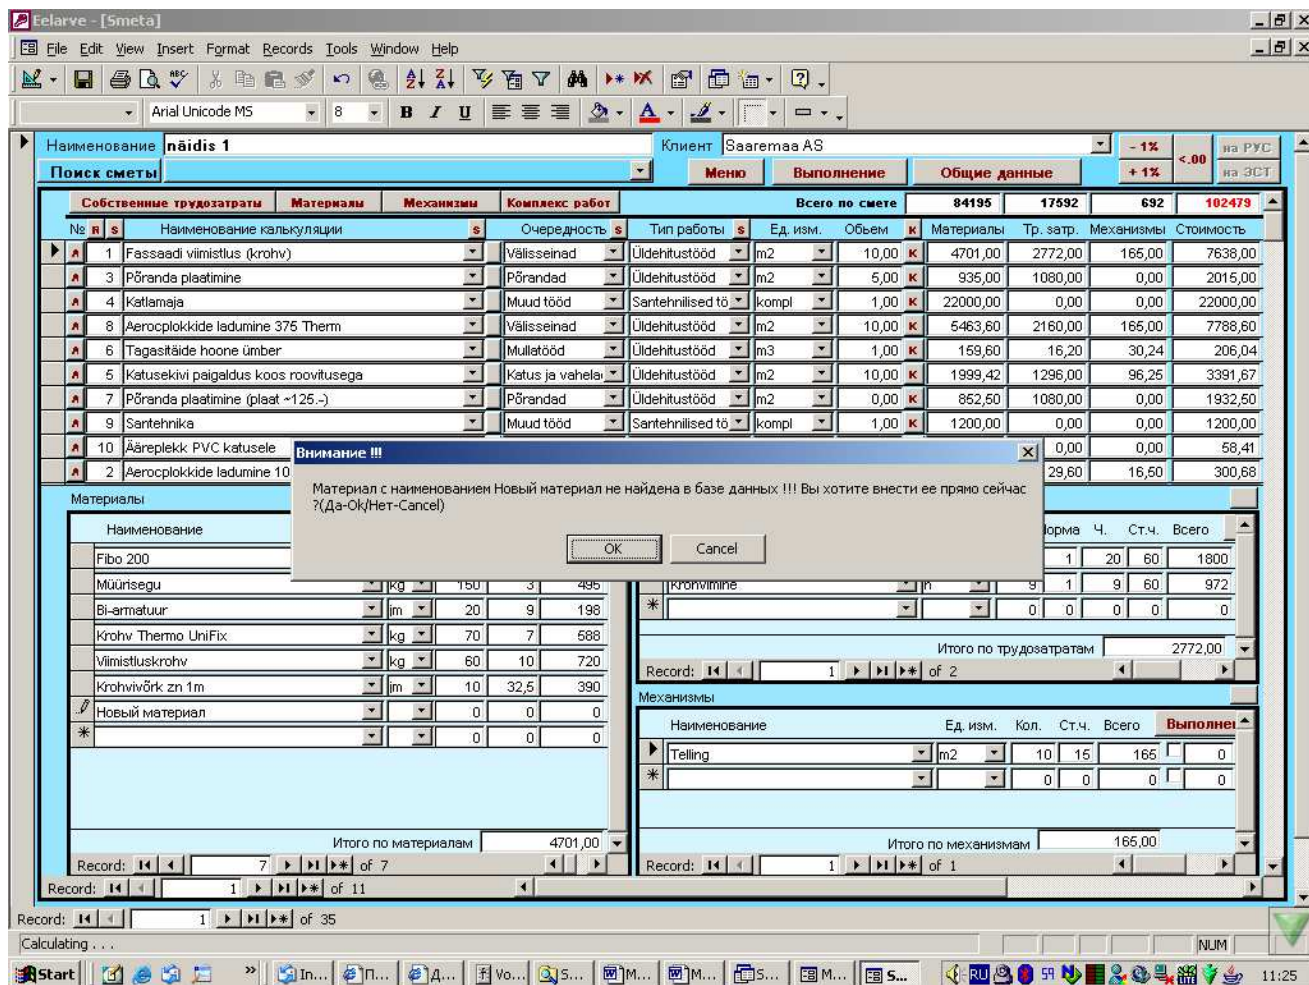 Eelarve - [Smeta]
File Edit View Insert Format Records Tools Window Help
Arial Unicode MS 8 B I U
Наименование näidis 1 Клиент Saaremaa AS - 1% <.00 на РУС
Поиск сметы Меню Выполнение Общие данные + 1% на ЭСТ
Собственные трудозатраты Материалы Механизмы Комплекс работ Всего по смете 84195 17592 692 102479
№ Я S Наименование калькуляции S Очередность S Тип работы S Ед. изм. Обьем К Материалы Тр. затр. Механизмы Стоимость
1 Fassaadi viimistlus (krohv) Välisseinad Üldehitustööd m2 10,00 К 4701,00 2772,00 165,00 7638,00
3 Põranda plaatimine Põrandad Üldehitustööd m2 5,00 К 935,00 1080,00 0,00 2015,00
4 Katlamaja Muud tööd Santehnilised tö kompl 1,00 К 22000,00 0,00 0,00 22000,00
8 Aerocplokkide ladumine 375 Therm Välisseinad Üldehitustööd m2 10,00 К 5463,60 2160,00 165,00 7788,60
6 Tagasitäide hoone ümber Mullatööd Üldehitustööd m3 1,00 К 159,60 16,20 30,24 206,04
5 Katusekivi paigaldus koos roovitusega Katus ja vahela Üldehitustööd m2 10,00 К 1999,42 1296,00 96,25 3391,67
7 Põranda plaatimine (plaat ~125.-) Põrandad Üldehitustööd m2 0,00 К 852,50 1080,00 0,00 1932,50
9 Santehnika Muud tööd Santehnilised tö kompl 1,00 К 1200,00 0,00 0,00 1200,00
10 Ääreplekk PVC katusele 0,00 0,00 58,41
2 Aerocplokkide ladumine 10 29,60 16,50 300,68
Внимание !!!
Материал с наименованием Новый материал не найдена в базе данных !!! Вы хотите внести ее прямо сейчас
?(Да-Ok/Нет-Cancel)
OK Cancel
Материалы
Наименование
Fibo 200
Müürisegu kg 150 3 495
Bi-armatuur jm 20 9 198
Krohv Thermo UniFix kg 70 7 588
Viimistluskrohv kg 60 10 720
Krohvivõrk zn 1m jm 10 32,5 390
Новый материал 0 0 0
0 0 0
Итого по материалам 4701,00
Record: 7 of 7
Норма Ч. Ст.ч. Всего
1 20 60 1800
Krohvimine h 9 1 9 60 972
0 0 0 0 0
Итого по трудозатратам 2772,00
Record: 1 of 2
Механизмы
Наименование Ед. изм. Кол. Ст.ч. Всего Выполнен
Telling m2 10 15 165 0
0 0 0 0
Итого по механизмам 165,00
Record: 1 of 1
Record: 1 of 11
Record: 1 of 35
Calculating . . . NUM
Start » In... П... Д... Vo... S... M... M... S... M... S... RU 59 11:25